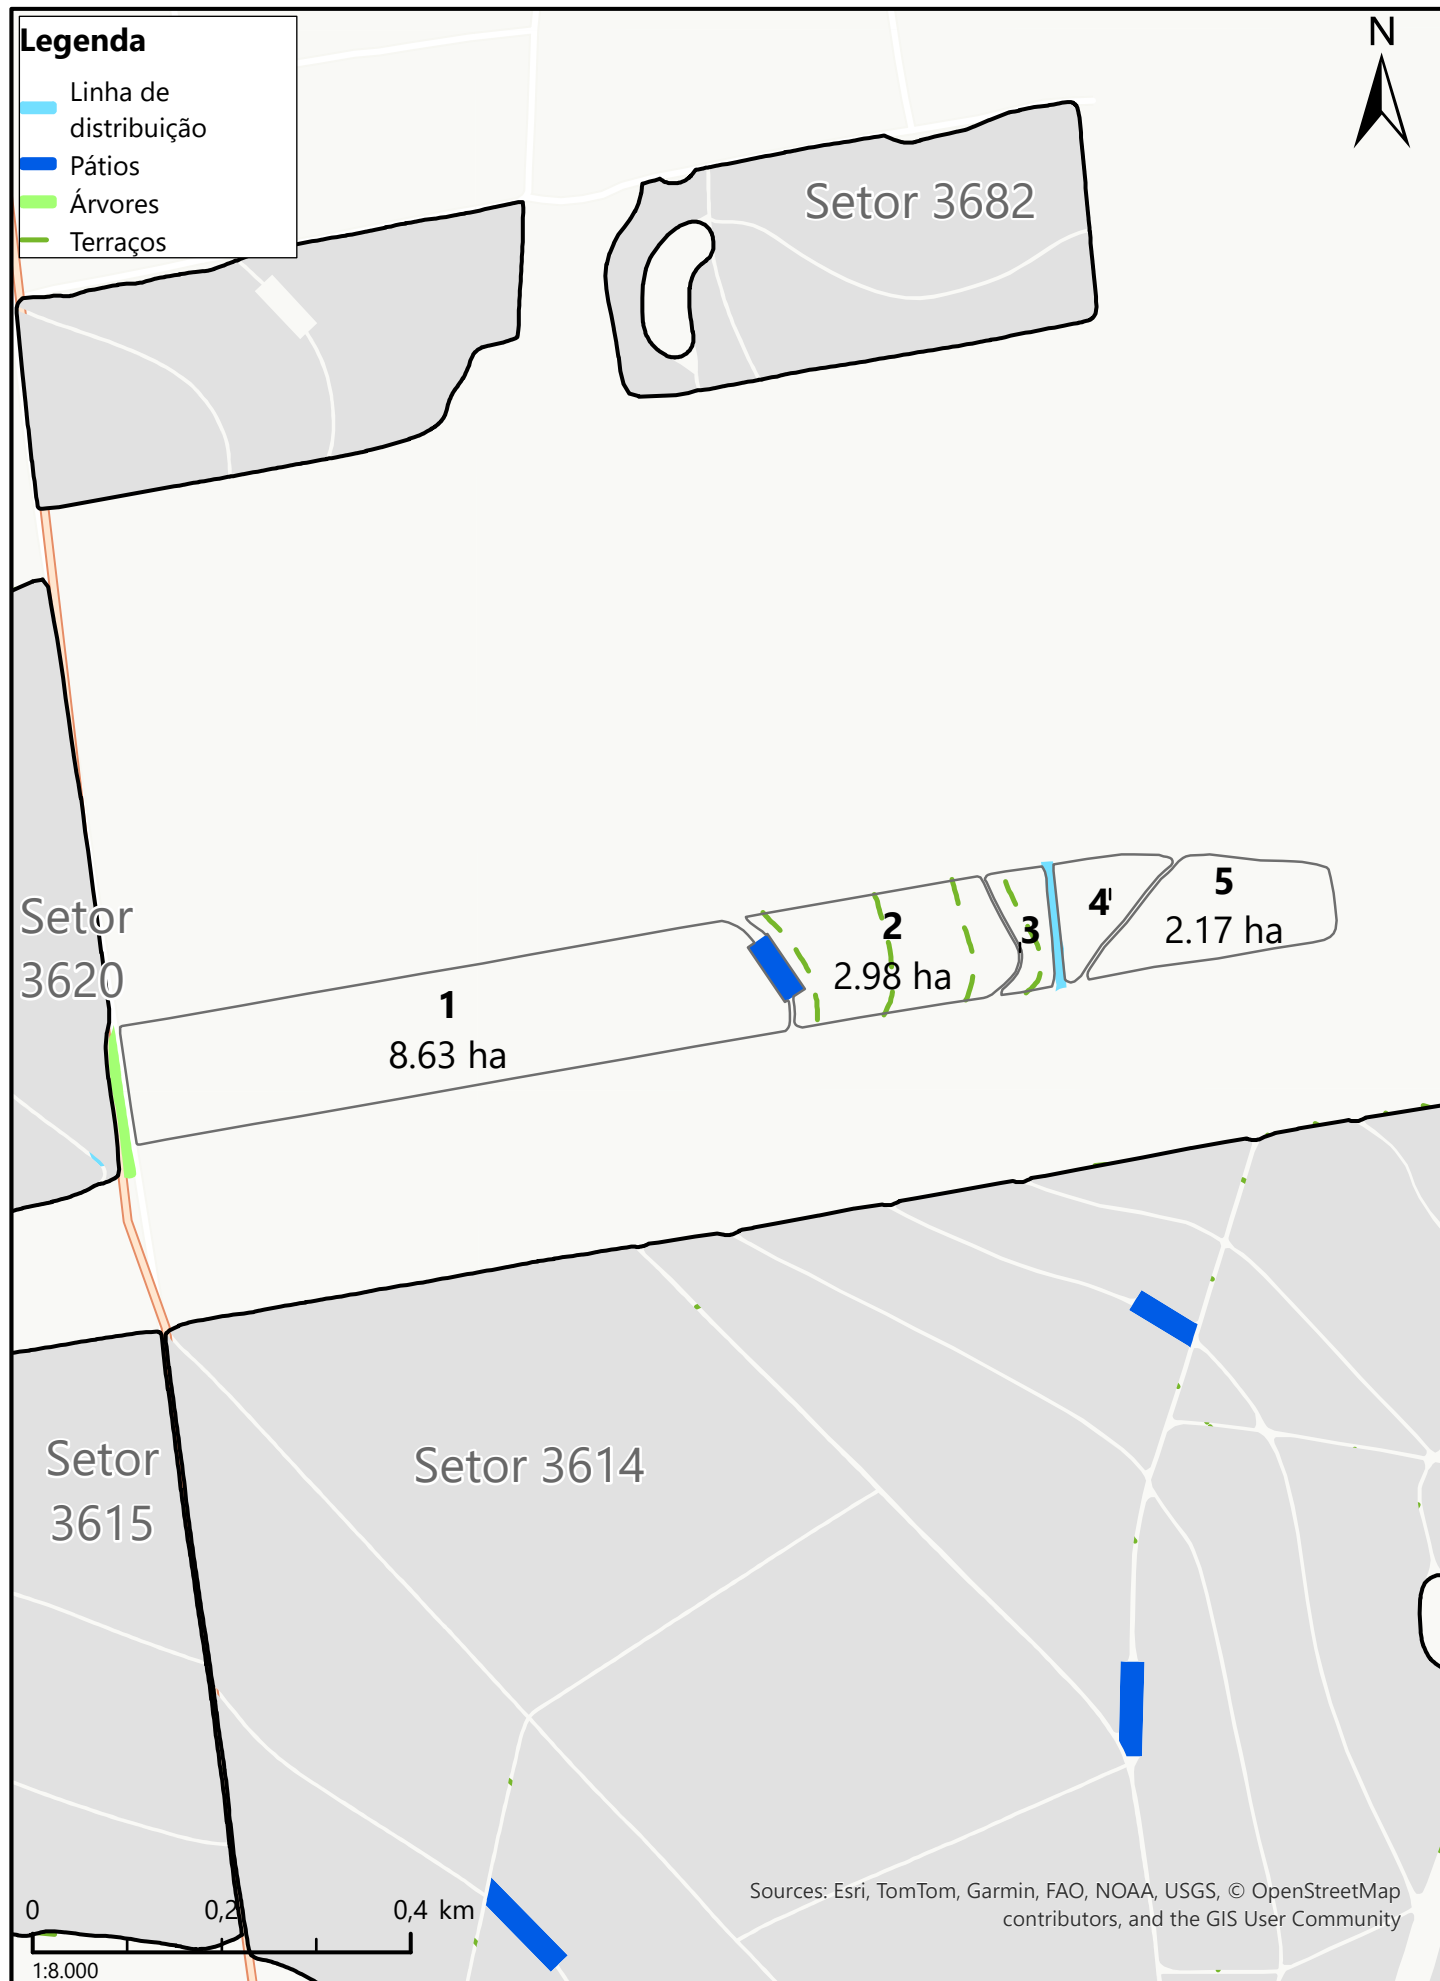 Legenda
Linha de
distribuição
Pátios
Árvores
Terraços
N
Setor 3682
Setor
3620
1
8.63 ha
2
2.98 ha
3
4
5
2.17 ha
Setor
3615
Setor 3614
0
0,2
0,4 km
1:8.000
Sources: Esri, TomTom, Garmin, FAO, NOAA, USGS, © OpenStreetMap
contributors, and the GIS User Community